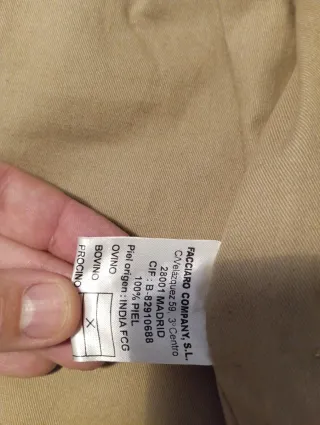 FACCIARO COMPANY, S.L.
C/Velázquez 59, 3º Centro
28001 MADRID
CIF: B-82910688
100% PIEL
Piel origen: INDIA FCG
OVINO
BOVINO X
PROCINO